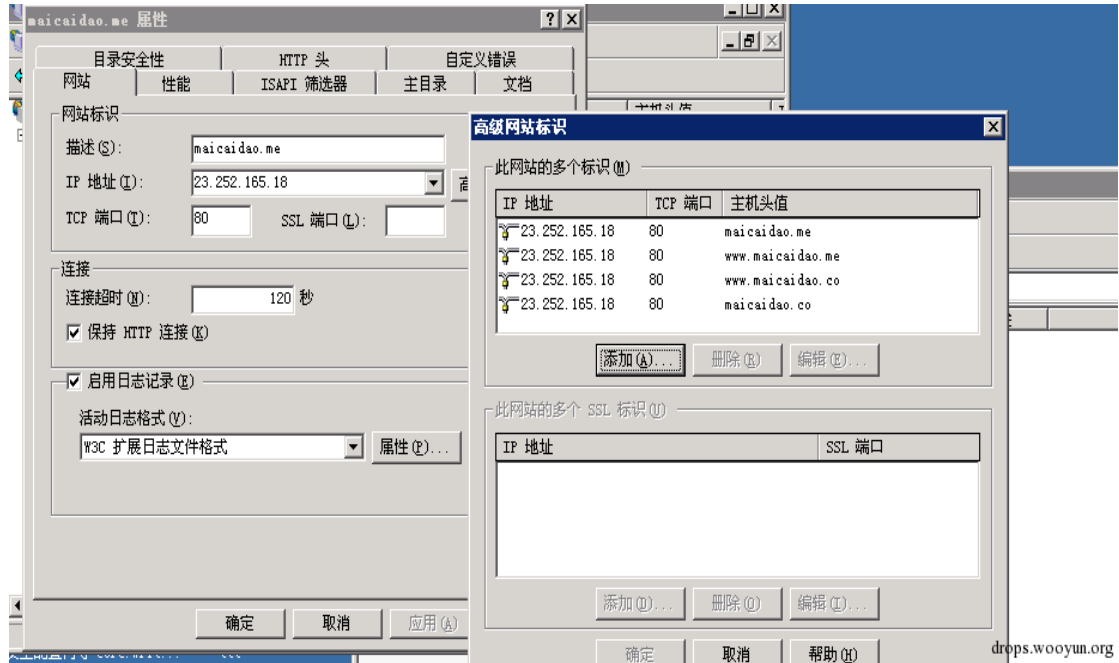 maicaidao.me 属性
目录安全性 HTTP 头 自定义错误
网站 性能 ISAPI 筛选器 主目录 文档
网站标识
描述(S): maicaidao.me
IP 地址(I): 23.252.165.18
TCP 端口(T): 80 SSL 端口(L):
连接
连接超时(N): 120 秒
保持 HTTP 连接(K)
启用日志记录(E)
活动日志格式(V):
W3C 扩展日志文件格式 属性(P)...
确定 取消 应用(A)
主机头值
高级网站标识
此网站的多个标识(M)
IP 地址 TCP 端口 主机头值
23.252.165.18 80 maicaidao.me
23.252.165.18 80 www.maicaidao.me
23.252.165.18 80 www.maicaidao.co
23.252.165.18 80 maicaidao.co
添加(A)... 删除(R) 编辑(E)...
此网站的多个 SSL 标识(U)
IP 地址 SSL 端口
添加(D)... 删除(O) 编辑(I)...
确定 取消 帮助(H)
drops.wooyun.org